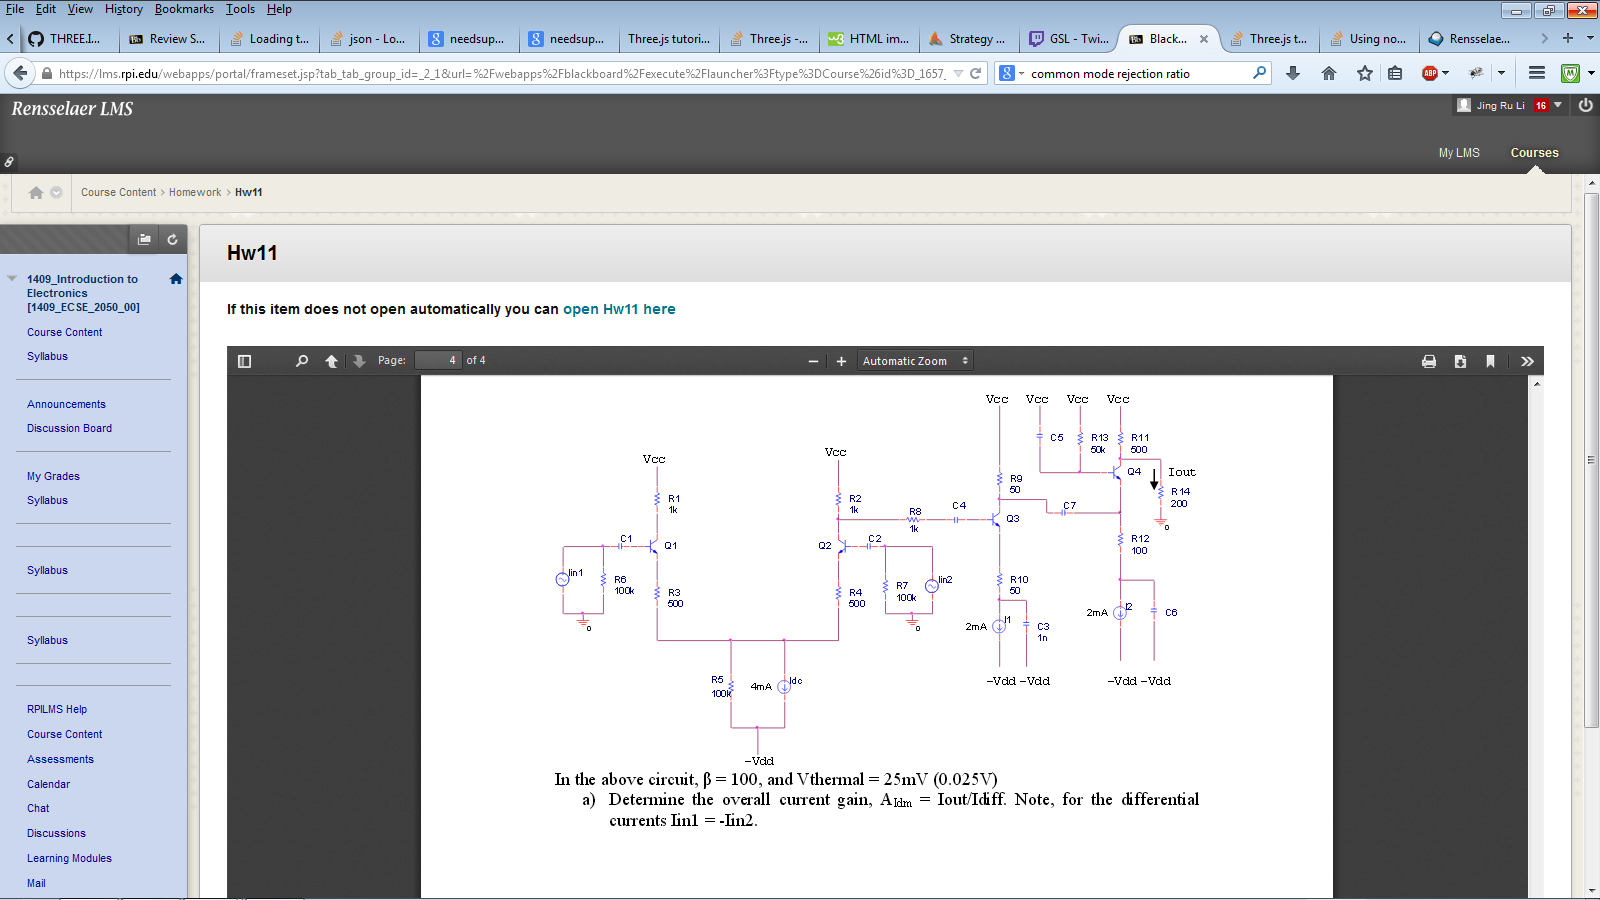 File Edit View History Bookmarks Tools Help
THREE.I... Review S... Loading t... json - Lo... needsup... needsup... Three.js tutori... Three.js -... HTML im... Strategy ... GSL - Twi... Black... Three.js t... Using no... Rensselae...
https://lms.rpi.edu/webapps/portal/frameset.jsp?tab_tab_group_id=_2_1&url=%2Fwebapps%2Fblackboard%2Fexecute%2Flauncher%3Ftype%3DCourse%26id%3D_1657_ common mode rejection ratio
Rensselaer LMS
Jing Ru Li 16
My LMS Courses
Course Content > Homework > Hw11
Hw11
If this item does not open automatically you can open Hw11 here
1409_Introduction to
Electronics
[1409_ECSE_2050_00]
Course Content
Syllabus
Announcements
Discussion Board
My Grades
Syllabus
Syllabus
Syllabus
RPILMS Help
Course Content
Assessments
Calendar
Chat
Discussions
Learning Modules
Mail
Page: 4 of 4 Automatic Zoom
Vcc Vcc Vcc Vcc
C5 R13 R11
50k 500
Vcc Vcc
Q4 Iout
R9
50
R14
200
R1
1k
R2
1k
R8
1k
C4
C7
Q3
0
C1 Q1 Q2 C2
R12
100
Iin1
R6
100k
R3
500
R4
500
R7
100k
Iin2
R10
50
0 0
2mA I1
C3
1n
2mA I2
C6
R5
100k
4mA Idc
-Vdd -Vdd -Vdd -Vdd
-Vdd
In the above circuit, β = 100, and Vthermal = 25mV (0.025V)
a) Determine the overall current gain, AIdm = Iout/Idiff. Note, for the differential
currents Iin1 = -Iin2.